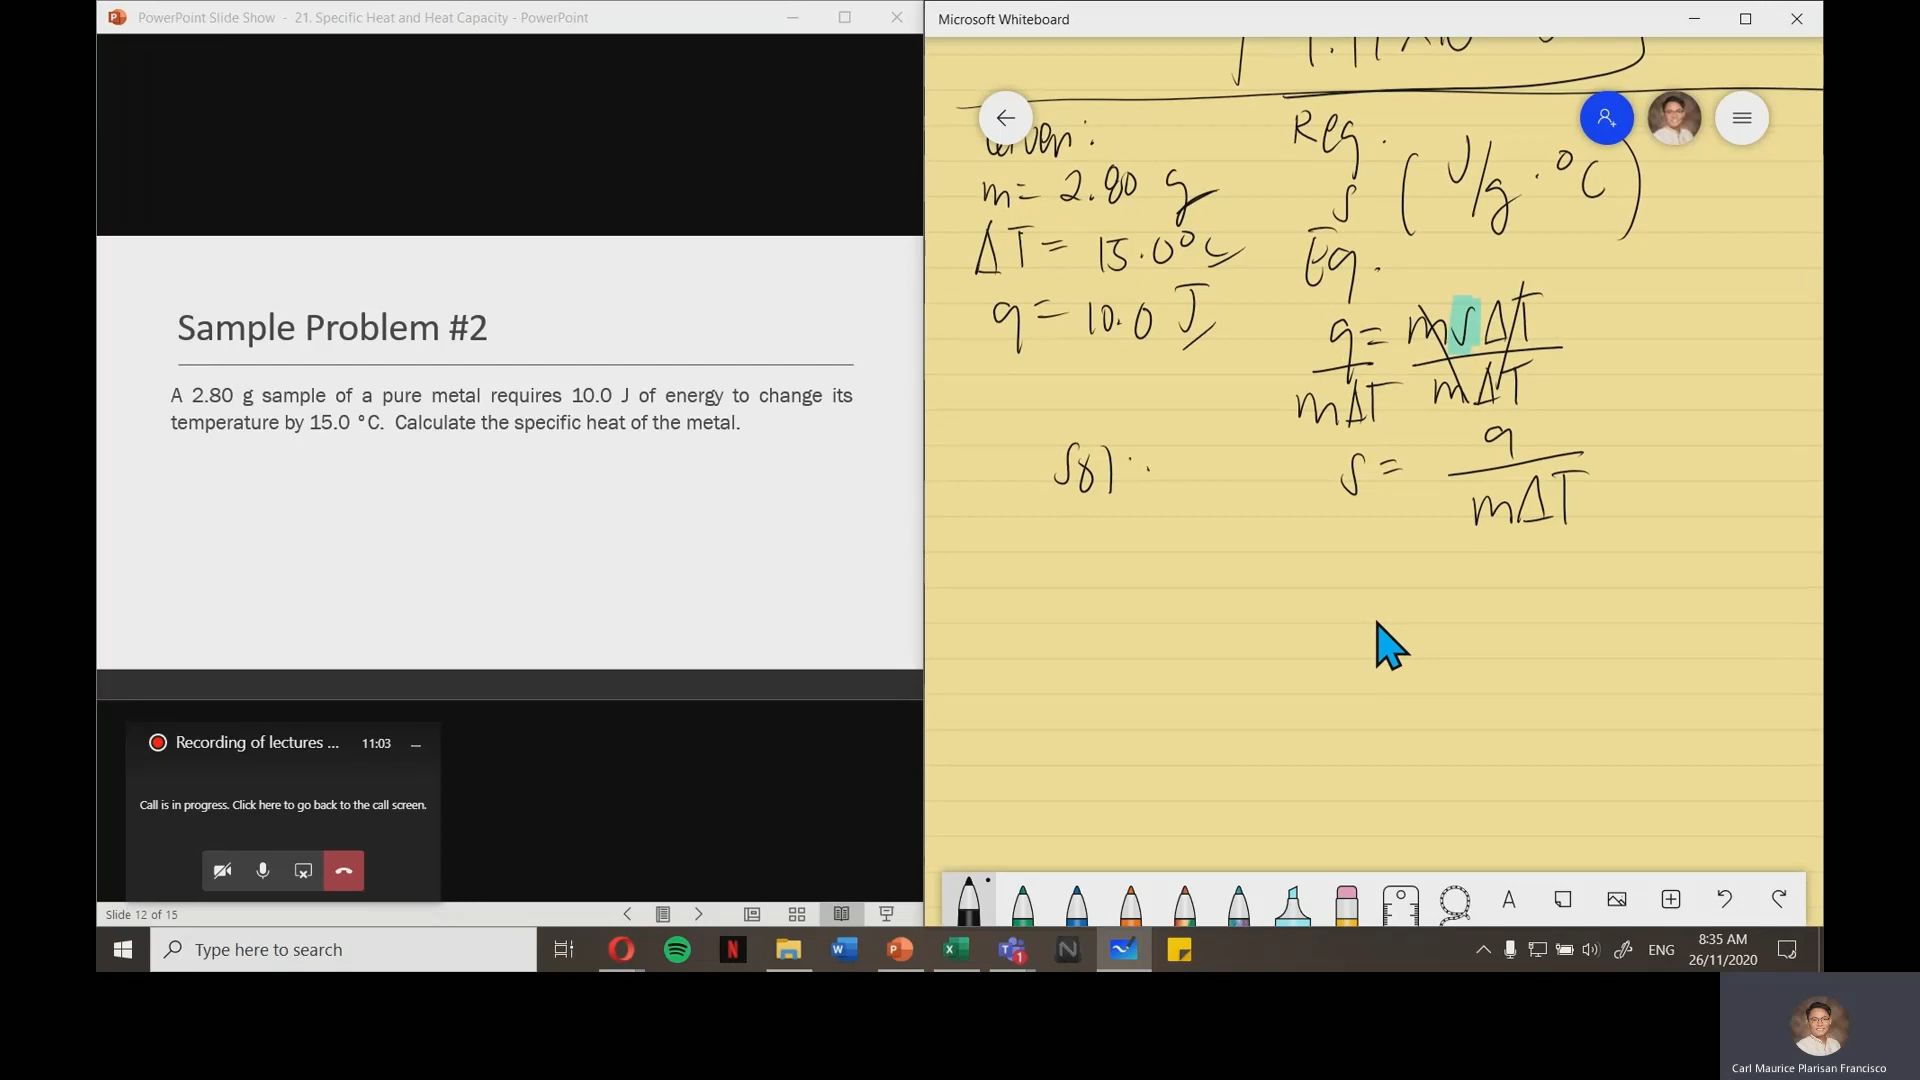 PowerPoint Slide Show - 21. Specific Heat and Heat Capacity - PowerPoint
Sample Problem #2
A 2.80 g sample of a pure metal requires 10.0 J of energy to change its
temperature by 15.0 °C. Calculate the specific heat of the metal.
Recording of lectures ...
11:03
Call is in progress. Click here to go back to the call screen.
Slide 12 of 15
Microsoft Whiteboard
Given:
m = 2.80 g
ΔT = 15.0°C
q = 10.0 J
Req.
s (J/g·°C)
Eq.
q = msΔT
mΔT mΔT
s = q
mΔT
Sol:
Type here to search
ENG
8:35 AM
26/11/2020
Carl Maurice Plarisan Francisco